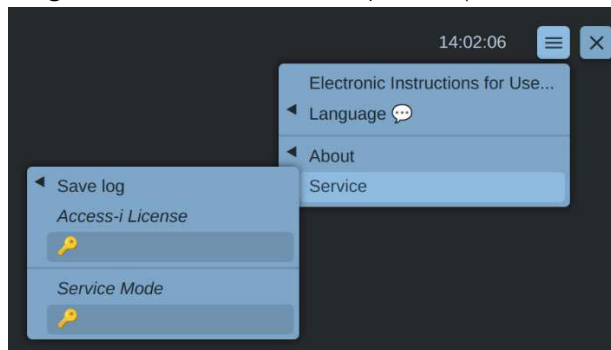 14:02:06
Electronic Instructions for Use...
Language
About
Service
Save log
Access-i License
Service Mode